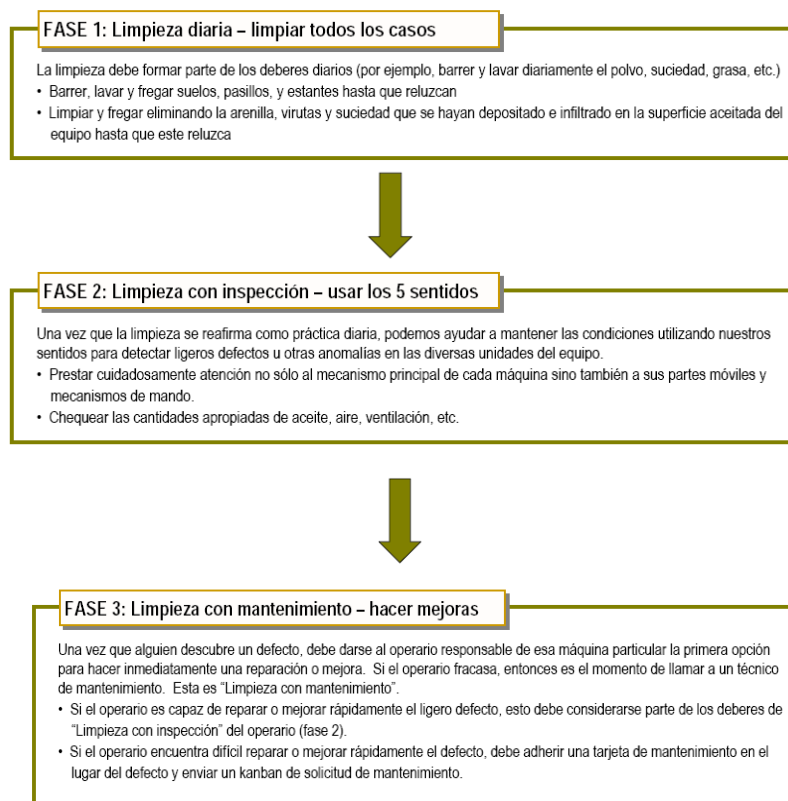 FASE 1: Limpieza diaria – limpiar todos los casos
La limpieza debe formar parte de los deberes diarios (por ejemplo, barrer y lavar diariamente el polvo, suciedad, grasa, etc.)
• Barrer, lavar y fregar suelos, pasillos, y estantes hasta que reluzcan
• Limpiar y fregar eliminando la arenilla, virutas y suciedad que se hayan depositado e infiltrado en la superficie aceitada del
equipo hasta que este reluzca
FASE 2: Limpieza con inspección – usar los 5 sentidos
Una vez que la limpieza se reafirma como práctica diaria, podemos ayudar a mantener las condiciones utilizando nuestros
sentidos para detectar ligeros defectos u otras anomalías en las diversas unidades del equipo.
• Prestar cuidadosamente atención no sólo al mecanismo principal de cada máquina sino también a sus partes móviles y
mecanismos de mando.
• Chequear las cantidades apropiadas de aceite, aire, ventilación, etc.
FASE 3: Limpieza con mantenimiento – hacer mejoras
Una vez que alguien descubre un defecto, debe darse al operario responsable de esa máquina particular la primera opción
para hacer inmediatamente una reparación o mejora. Si el operario fracasa, entonces es el momento de llamar a un técnico
de mantenimiento. Esta es “Limpieza con mantenimiento”.
• Si el operario es capaz de reparar o mejorar rápidamente el ligero defecto, esto debe considerarse parte de los deberes de
“Limpieza con inspección” del operario (fase 2).
• Si el operario encuentra difícil reparar o mejorar rápidamente el defecto, debe adherir una tarjeta de mantenimiento en el
lugar del defecto y enviar un kanban de solicitud de mantenimiento.